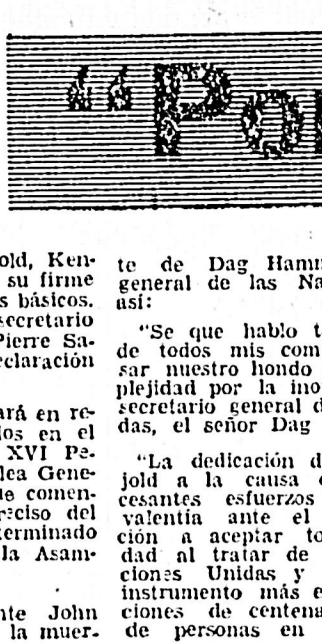 “Po
old, Ken-
su firme
s básicos.
secretario
Pierre Sa-
eclaración
ará en re-
los en el
XVI Pe-
lea Gene-
e comen-
reciso del
terminado
la Asam-
nte John
la muer-
te de Dag Hamm
general de las Na
así:
“Se que hablo t
de todos mis com
sar nuestro hondo
plejidad por la ino
secretario general d
das, el señor Dag
“La dedicación d
jold a la causa
cesantes esfuerzos
valentía ante el
ción a aceptar to
dad al tratar de
ciones Unidas y
instrumento más e
ciones de centena
de personas en